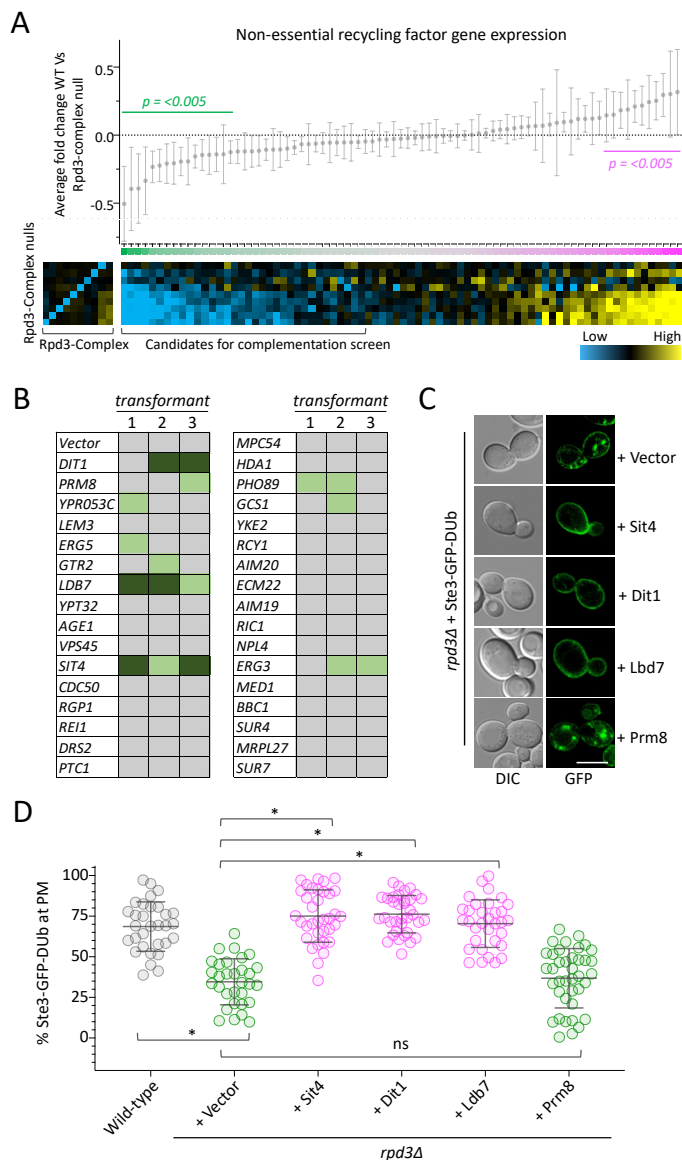 A
Non-essential recycling factor gene expression
Average fold change WT Vs
Rpd3-complex null
0.5
0.0
-0.5
p = <0.005
p = <0.005
Rpd3-Complex nulls
Rpd3-Complex
Candidates for complementation screen
Low
High
B
transformant
1 2 3
Vector
DIT1
PRM8
YPR053C
LEM3
ERG5
GTR2
LDB7
YPT32
AGE1
VPS45
SIT4
CDC50
RGP1
REI1
DRS2
PTC1
transformant
1 2 3
MPC54
HDA1
PHO89
GCS1
YKE2
RCY1
AIM20
ECM22
AIM19
RIC1
NPL4
ERG3
MED1
BBC1
SUR4
MRPL27
SUR7
C
rpd3Δ + Ste3-GFP-DUb
+ Vector
+ Sit4
+ Dit1
+ Lbd7
+ Prm8
DIC
GFP
D
% Ste3-GFP-DUb at PM
100
75
50
25
0
*
*
*
*
ns
Wild-type
+ Vector
+ Sit4
+ Dit1
+ Ldb7
+ Prm8
rpd3Δ